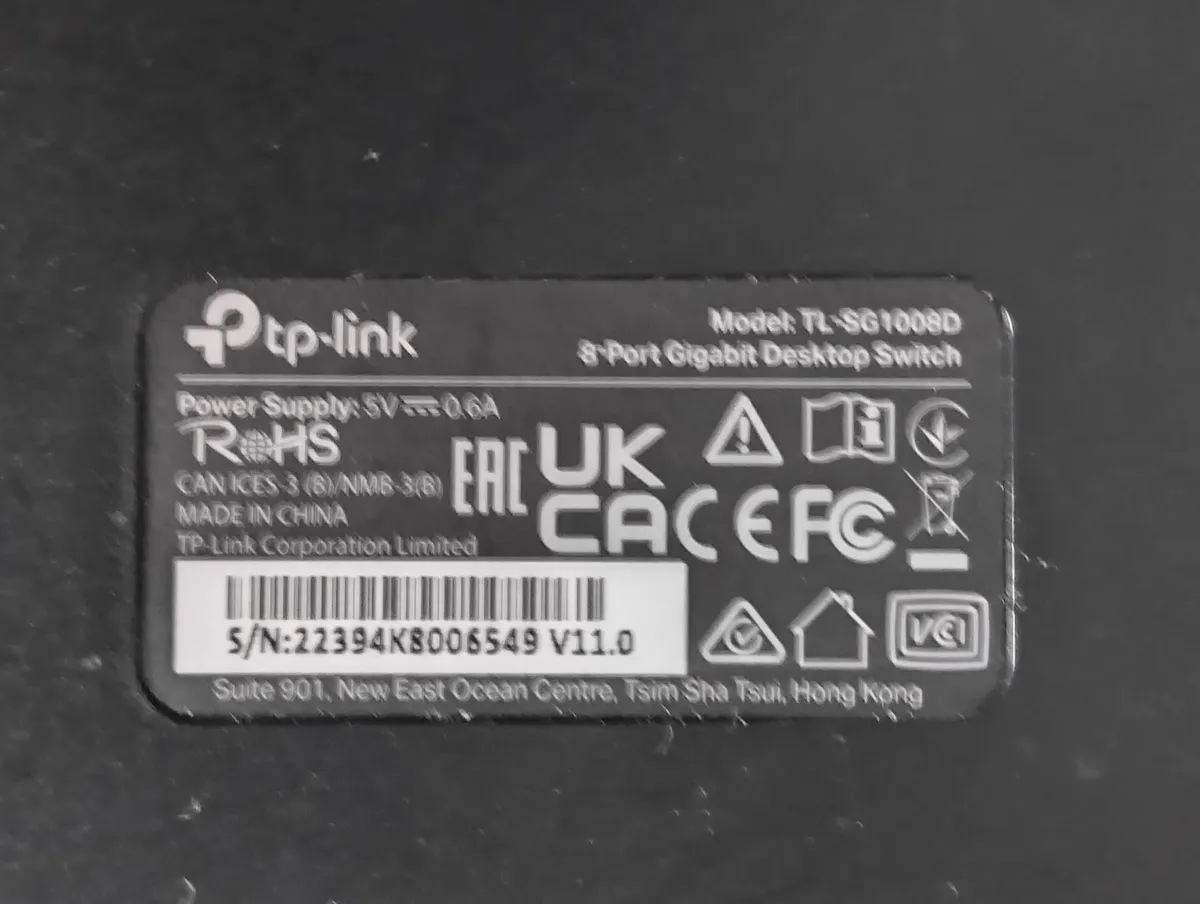 tp-link
Model: TL-SG1008D
8-Port Gigabit Desktop Switch
Power Supply: 5V⎓0.6A
RoHS
CAN ICES-3 (B)/NMB-3(B)
MADE IN CHINA
TP-Link Corporation Limited
EAC
UK
CA
CE
FC
S/N:22394K8006549 V11.0
VCI
Suite 901, New East Ocean Centre, Tsim Sha Tsui, Hong Kong